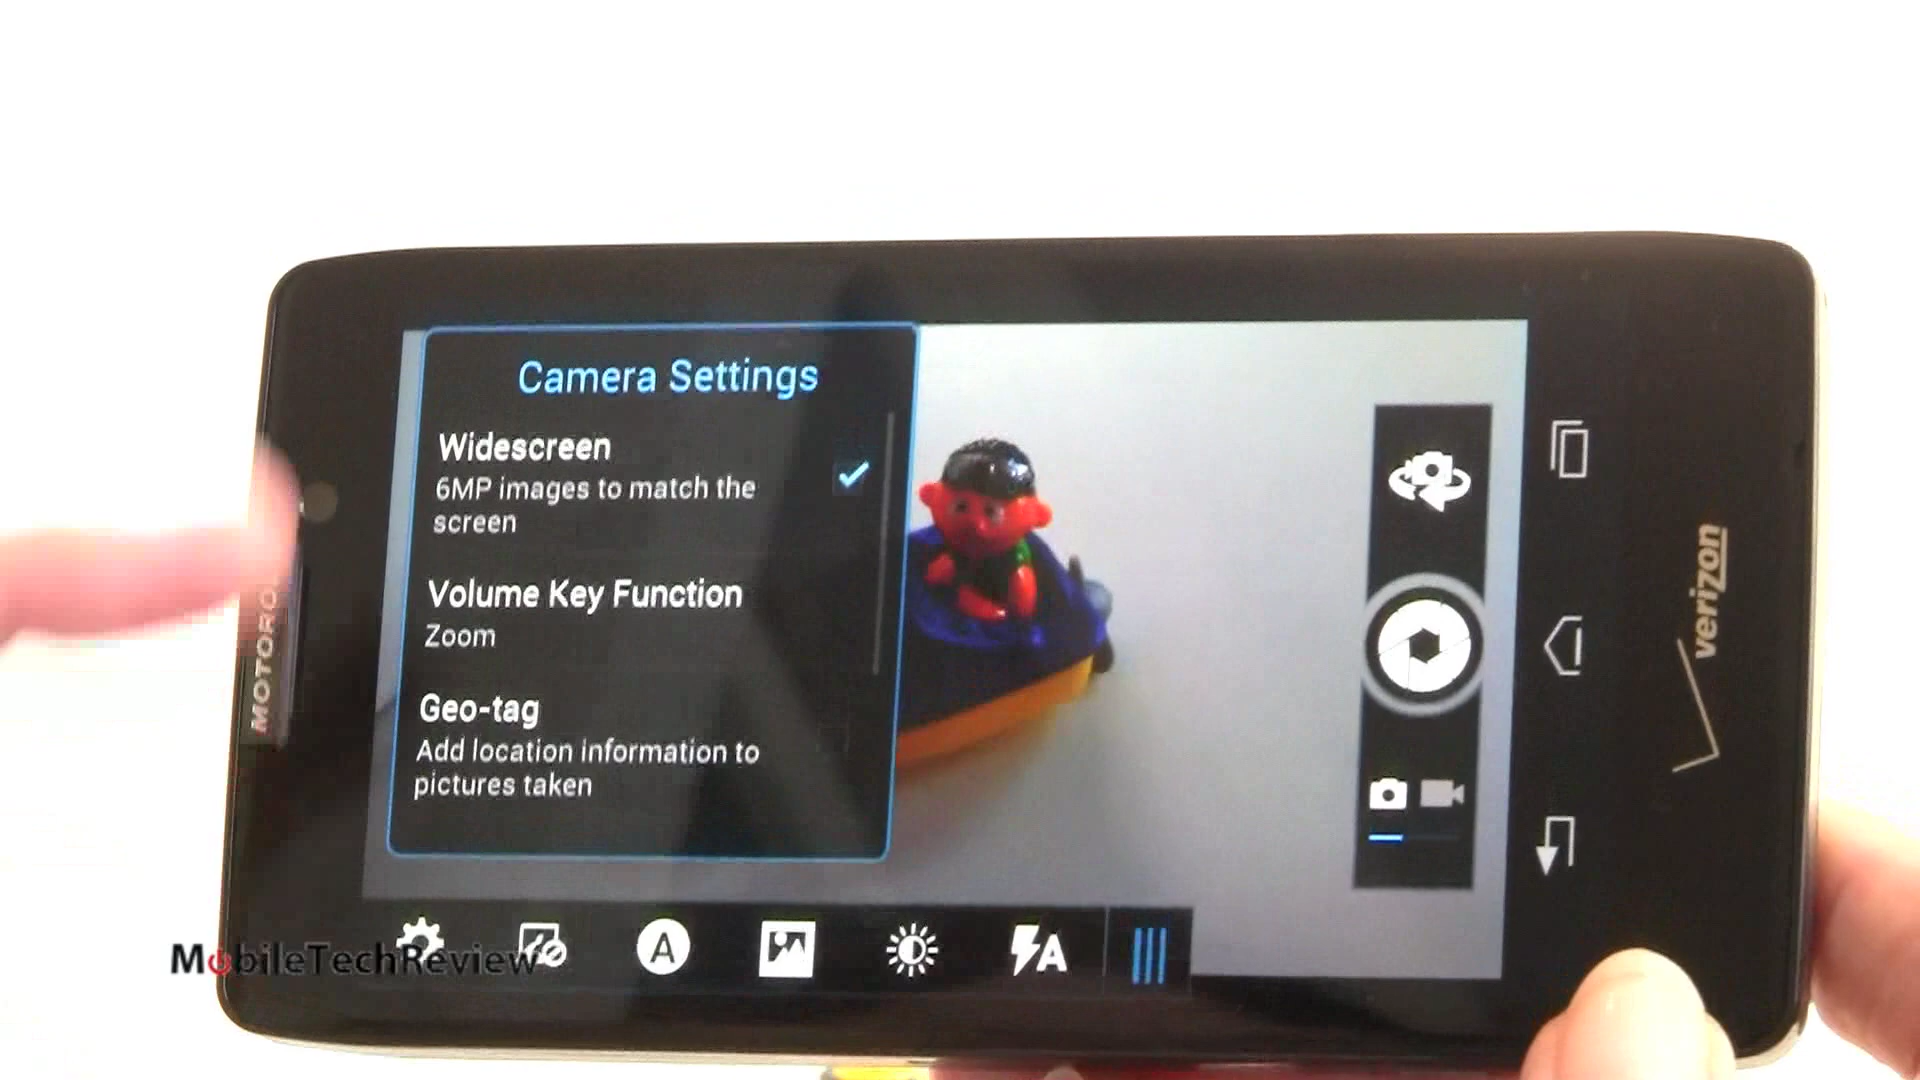 Camera Settings
Widescreen
6MP images to match the
screen
Volume Key Function
Zoom
Geo-tag
Add location information to
pictures taken
A
A
MOTORO
verizon
MobileTechReview